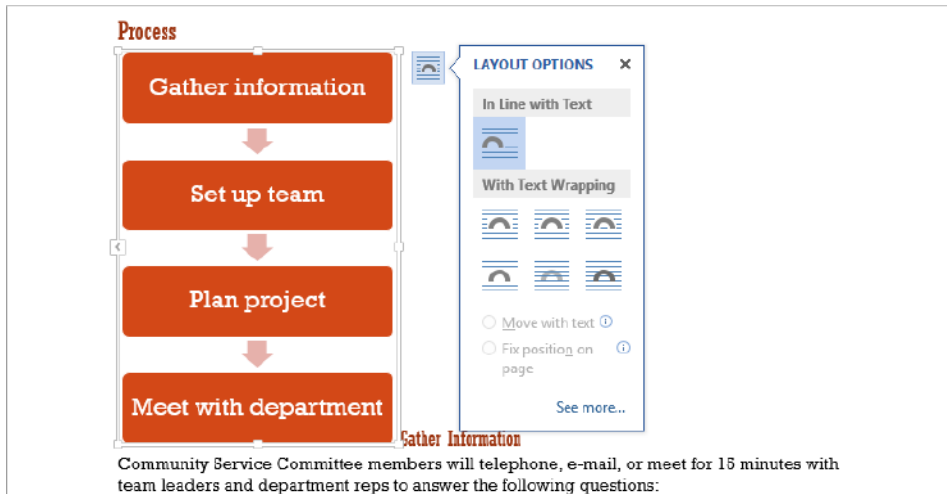 Process
Gather information
Set up team
Plan project
Meet with department
LAYOUT OPTIONS
In Line with Text
With Text Wrapping
Move with text
Fix position on
page
See more...
Gather Information
Community Service Committee members will telephone, e-mail, or meet for 15 minutes with
team leaders and department reps to answer the following questions: